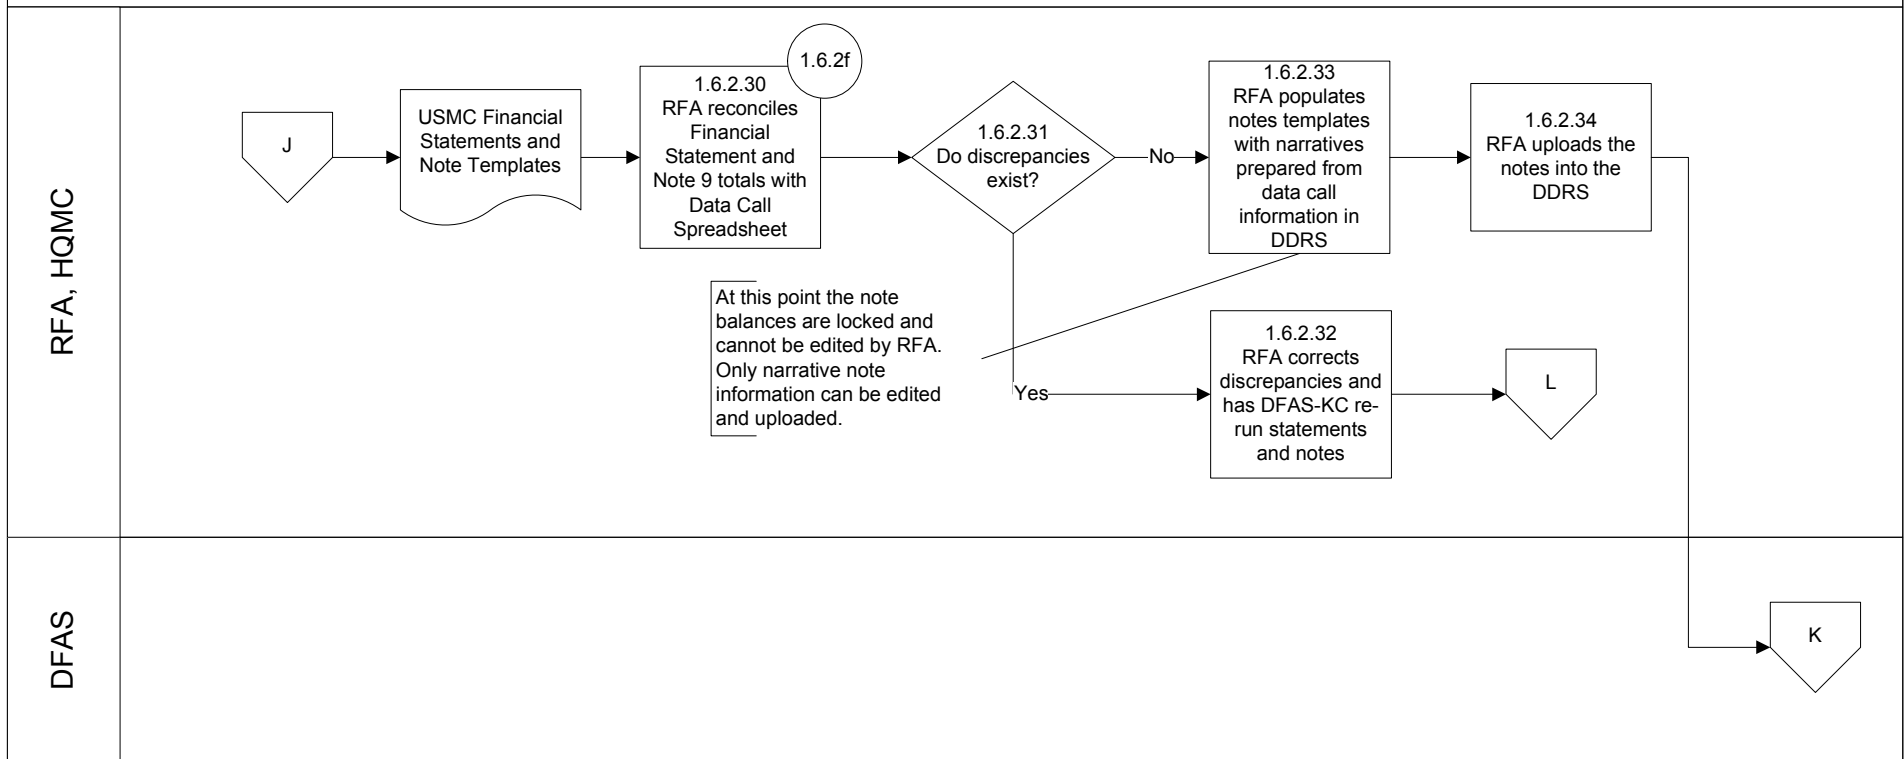 RFA, HQMC
J
USMC Financial
Statements and
Note Templates
1.6.2f
1.6.2.30
RFA reconciles
Financial
Statement and
Note 9 totals with
Data Call
Spreadsheet
1.6.2.31
Do discrepancies
exist?
No
1.6.2.33
RFA populates
notes templates
with narratives
prepared from
data call
information in
DDRS
1.6.2.34
RFA uploads the
notes into the
DDRS
At this point the note
balances are locked and
cannot be edited by RFA.
Only narrative note
information can be edited
and uploaded.
Yes
1.6.2.32
RFA corrects
discrepancies and
has DFAS-KC re-
run statements
and notes
L
DFAS
K